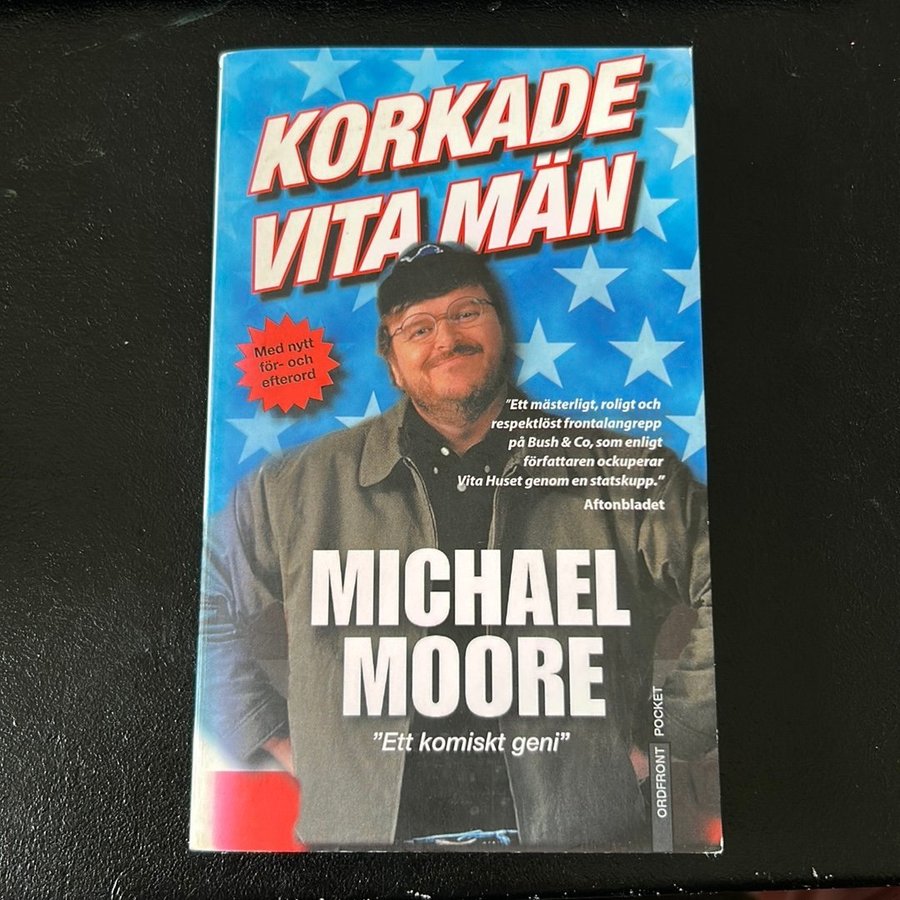 KORKADE
VITA MÄN
Med nytt
för- och
efterord
"Ett mästerligt, roligt och
respektlöst frontalangrepp
på Bush & Co, som enligt
författaren ockuperar
Vita Huset genom en statskupp."
Aftonbladet
MICHAEL
MOORE
"Ett komiskt geni"
ORDFRONT POCKET